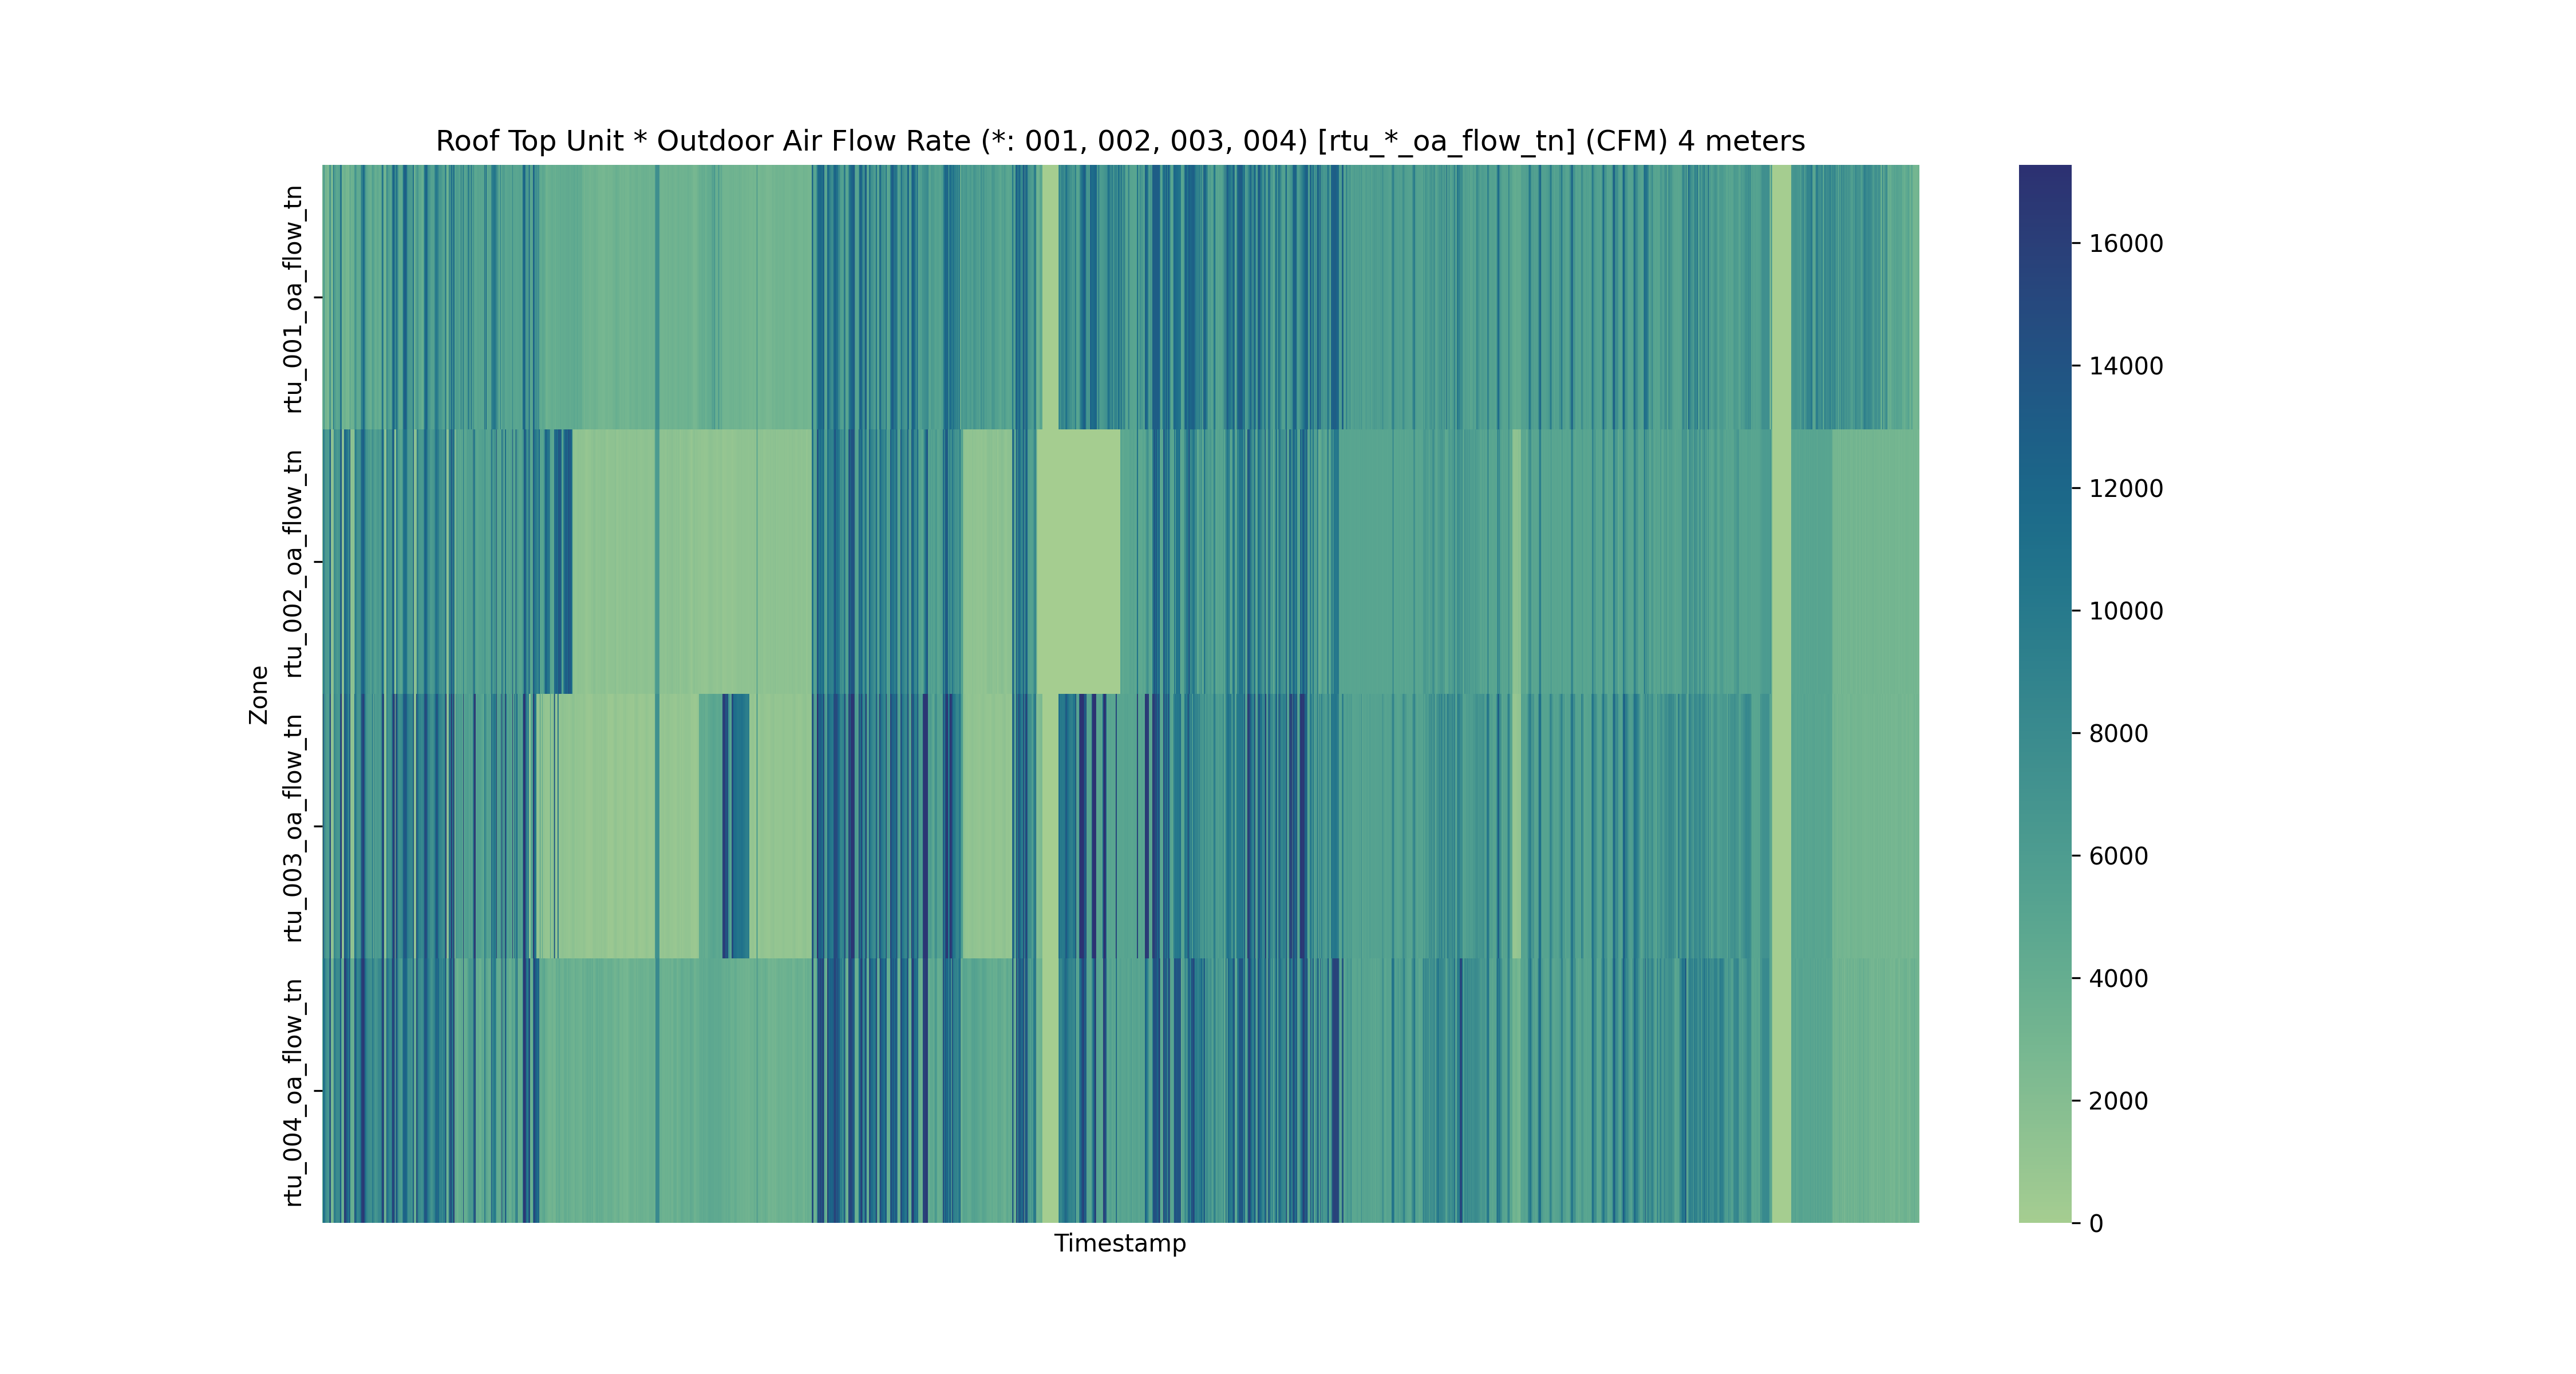 Roof Top Unit * Outdoor Air Flow Rate (*: 001, 002, 003, 004) [rtu_*_oa_flow_tn] (CFM) 4 meters
Zone
rtu_001_oa_flow_tn
rtu_002_oa_flow_tn
rtu_003_oa_flow_tn
rtu_004_oa_flow_tn
Timestamp
16000
14000
12000
10000
8000
6000
4000
2000
0